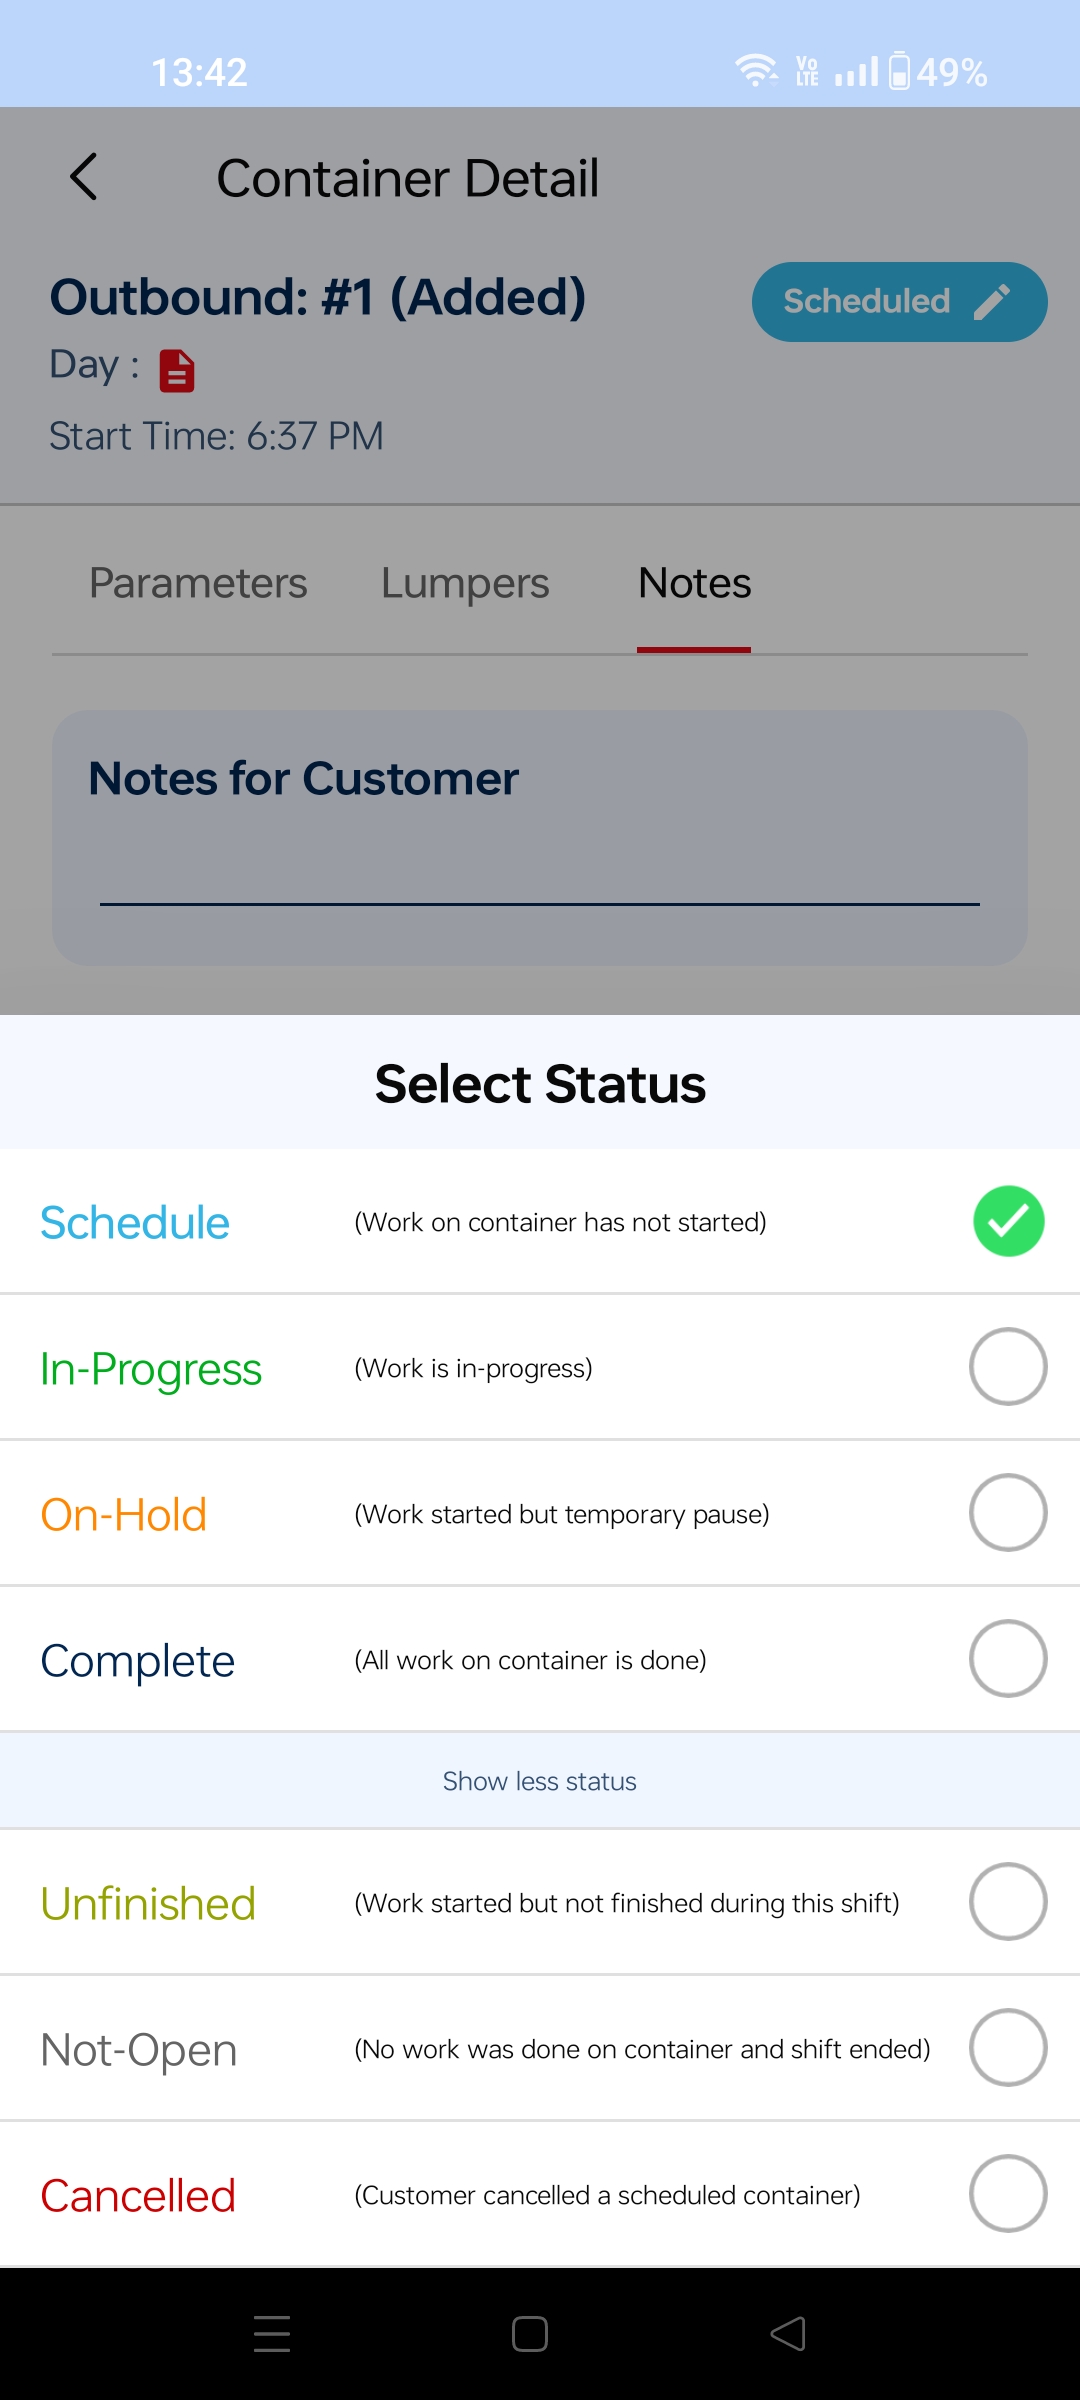 13:42
Vo LTE 49%
Container Detail
Outbound: #1 (Added)
Scheduled
Day :
Start Time: 6:37 PM
Parameters Lumpers Notes
Notes for Customer
Select Status
Schedule (Work on container has not started)
In-Progress (Work is in-progress)
On-Hold (Work started but temporary pause)
Complete (All work on container is done)
Show less status
Unfinished (Work started but not finished during this shift)
Not-Open (No work was done on container and shift ended)
Cancelled (Customer cancelled a scheduled container)